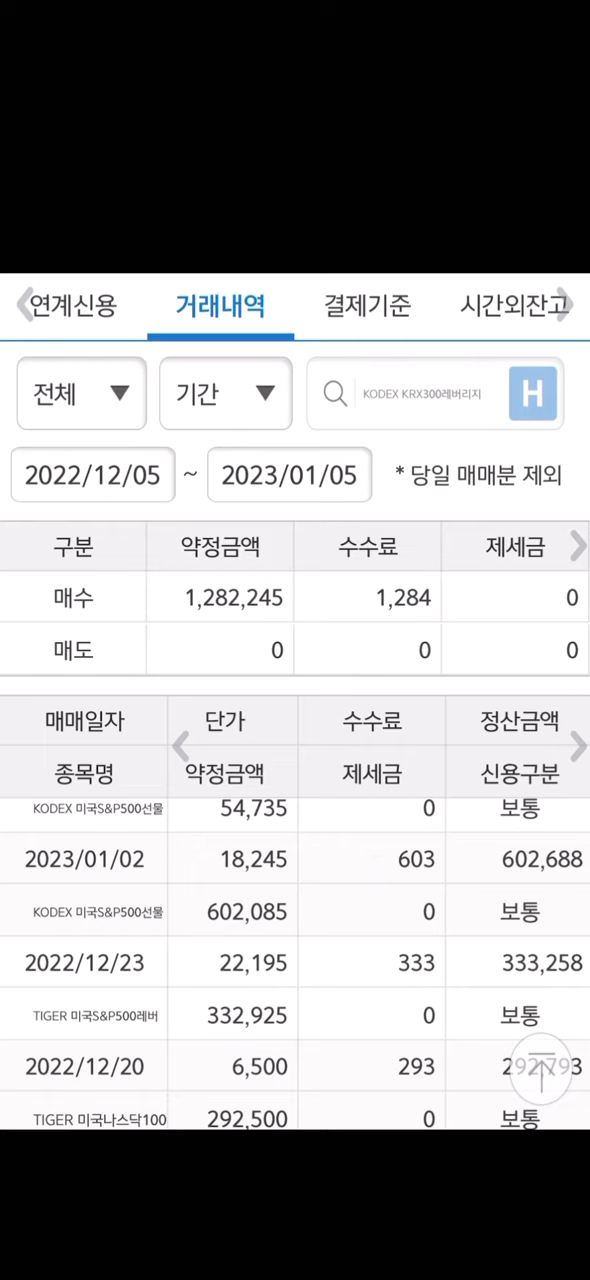 연계신용 거래내역 결제기준 시간외잔고
전체 ▼ 기간 ▼ KODEX KRX300레버리지 H
2022/12/05 ~ 2023/01/05 * 당일 매매분 제외
구분 약정금액 수수료 제세금
매수 1,282,245 1,284 0
매도 0 0 0
매매일자 단가 수수료 정산금액
종목명 약정금액 제세금 신용구분
KODEX 미국S&P500선물 54,735 0 보통
2023/01/02 18,245 603 602,688
KODEX 미국S&P500선물 602,085 0 보통
2022/12/23 22,195 333 333,258
TIGER 미국S&P500레버 332,925 0 보통
2022/12/20 6,500 293 292,793
TIGER 미국나스닥100 292,500 0 보통